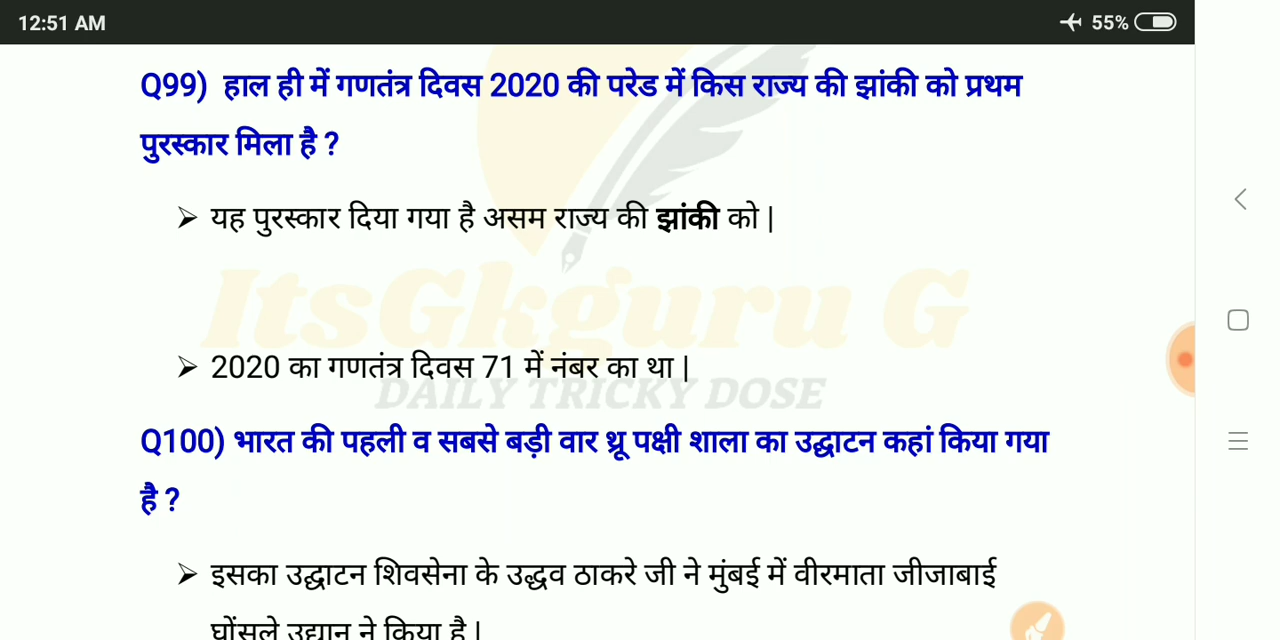 12:51 AM
55%
Q99) हाल ही में गणतंत्र दिवस 2020 की परेड में किस राज्य की झांकी को प्रथम
पुरस्कार मिला है ?
➢ यह पुरस्कार दिया गया है असम राज्य की झांकी को |
ItsGkguru G
➢ 2020 का गणतंत्र दिवस 71 में नंबर का था |
DAILY TRICKY DOSE
Q100) भारत की पहली व सबसे बड़ी वार थ्रू पक्षी शाला का उद्घाटन कहां किया गया
है ?
➢ इसका उद्घाटन शिवसेना के उद्धव ठाकरे जी ने मुंबई में वीरमाता जीजाबाई
घोंसले उद्यान ने किया है |